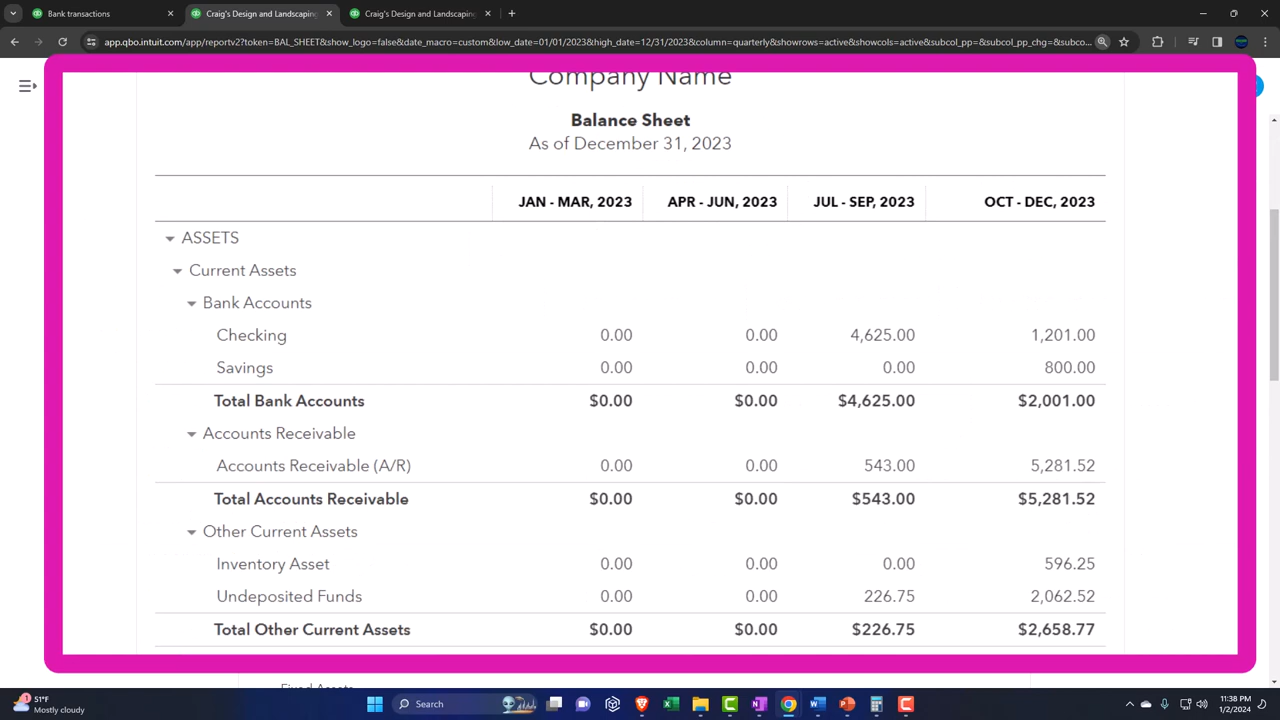 Bank transactions
Craig's Design and Landscaping
Craig's Design and Landscaping
app.qbo.intuit.com/app/reportv2?token=BAL_SHEET&show_logo=false&date_macro=custom&low_date=01/01/2023&high_date=12/31/2023&column=quarterly&showrows=active&showcols=active&subcol_pp=&subcol_pp_chg=&subc...
Company Name
Balance Sheet
As of December 31, 2023
JAN - MAR, 2023 APR - JUN, 2023 JUL - SEP, 2023 OCT - DEC, 2023
ASSETS
Current Assets
Bank Accounts
Checking 0.00 0.00 4,625.00 1,201.00
Savings 0.00 0.00 0.00 800.00
Total Bank Accounts $0.00 $0.00 $4,625.00 $2,001.00
Accounts Receivable
Accounts Receivable (A/R) 0.00 0.00 543.00 5,281.52
Total Accounts Receivable $0.00 $0.00 $543.00 $5,281.52
Other Current Assets
Inventory Asset 0.00 0.00 0.00 596.25
Undeposited Funds 0.00 0.00 226.75 2,062.52
Total Other Current Assets $0.00 $0.00 $226.75 $2,658.77
Fixed Assets
51°F
Mostly cloudy
Search
11:38 PM
1/2/2024